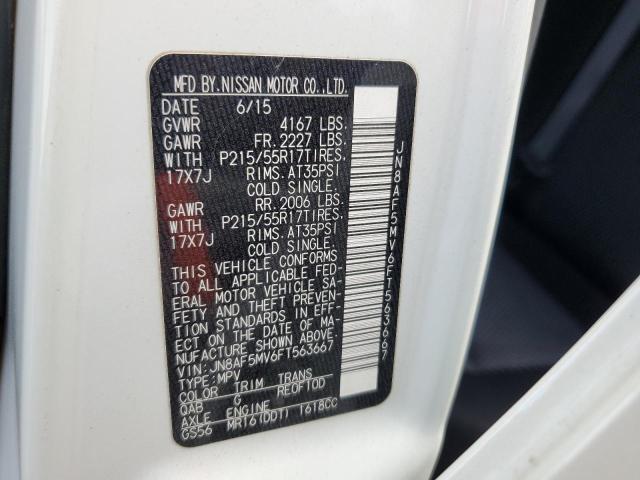 MFD BY.NISSAN MOTOR CO.,LTD.
DATE 6/15
GVWR 4167 LBS.
GAWR FR. 2227 LBS.
WITH P215/55R17TIRES.
17X7J RIMS. AT35PSI
COLD SINGLE.
GAWR RR. 2006 LBS.
WITH P215/55R17TIRES.
17X7J RIMS. AT35PSI
COLD SINGLE.
THIS VEHICLE CONFORMS
TO ALL APPLICABLE FED-
ERAL MOTOR VEHICLE SA-
FETY AND THEFT PREVEN-
TION STANDARDS IN EFF-
ECT ON THE DATE OF MA-
NUFACTURE SHOWN ABOVE.
VIN: JN8AF5MV6FT563667
TYPE: MPV
COLOR TRIM TRANS
QAB G RE0F10D
AXLE ENGINE
GS56 MR16(DDT) 1618CC
JN8AF5MV6FT563667